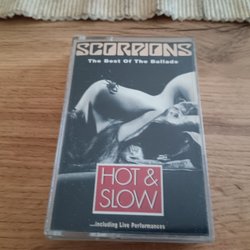 SCORPIONS
The Best Of The Ballads
HOT &
SLOW
...including Live Performances